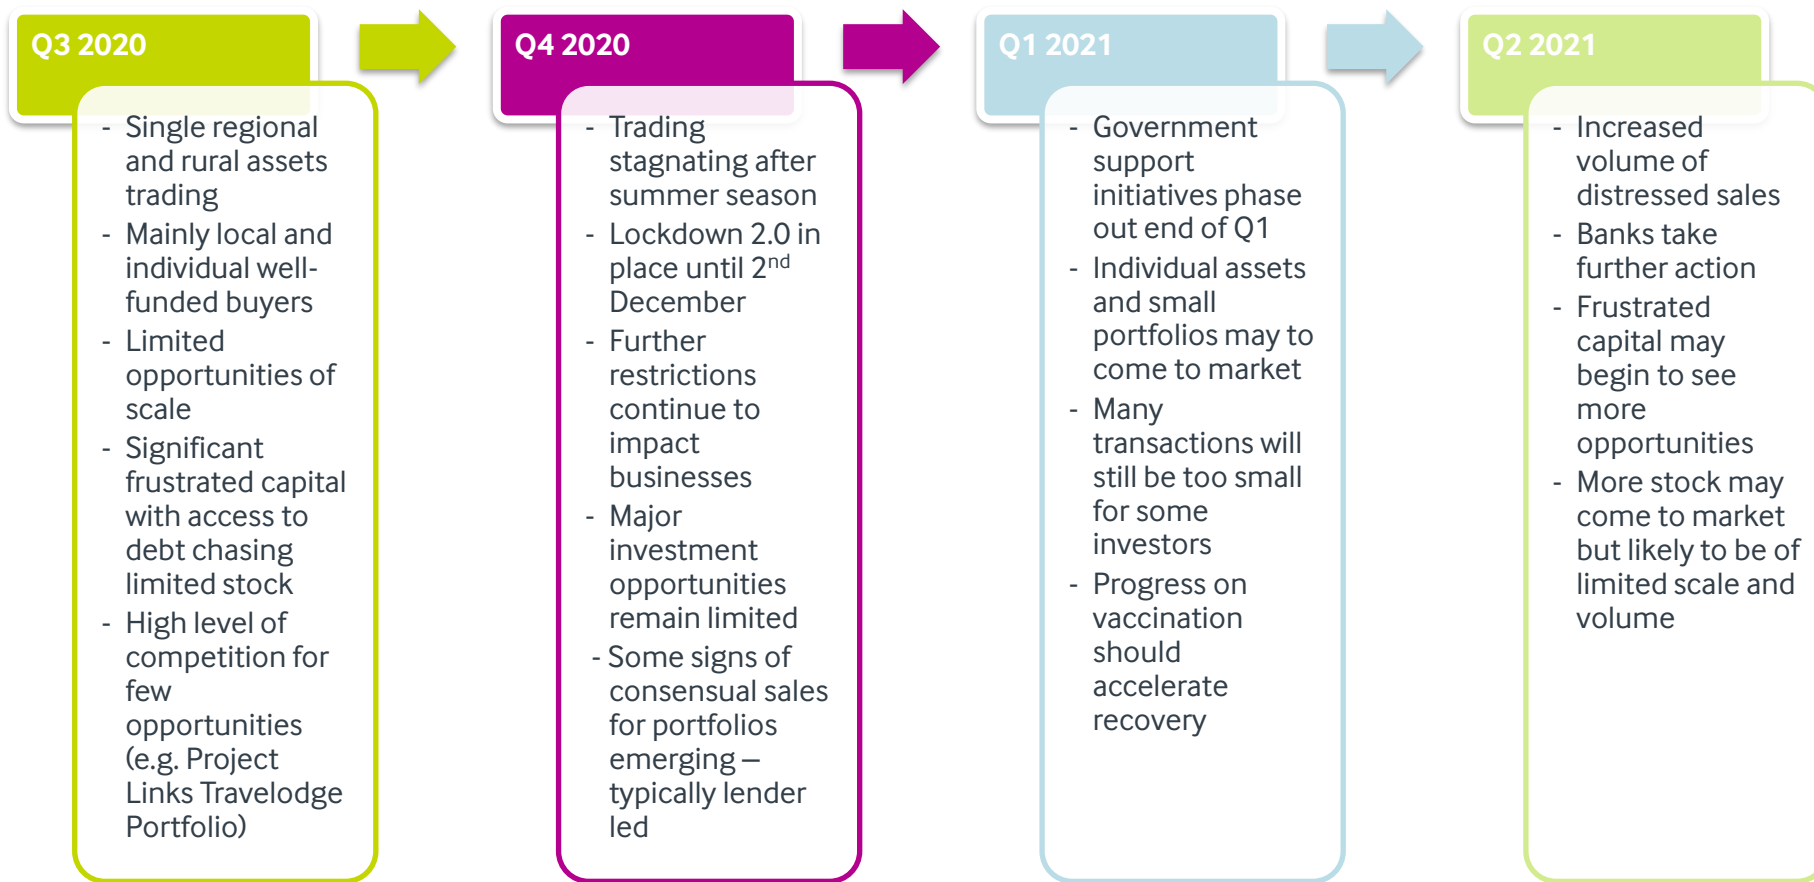 Q3 2020
- Single regional
and rural assets
trading
- Mainly local and
individual well-
funded buyers
- Limited
opportunities of
scale
- Significant
frustrated capital
with access to
debt chasing
limited stock
- High level of
competition for
few
opportunities
(e.g. Project
Links Travelodge
Portfolio)
Q4 2020
- Trading
stagnating after
summer season
- Lockdown 2.0 in
place until 2nd
December
- Further
restrictions
continue to
impact
businesses
- Major
investment
opportunities
remain limited
- Some signs of
consensual sales
for portfolios
emerging –
typically lender
led
Q1 2021
- Government
support
initiatives phase
out end of Q1
- Individual assets
and small
portfolios may to
come to market
- Many
transactions will
still be too small
for some
investors
- Progress on
vaccination
should
accelerate
recovery
Q2 2021
- Increased
volume of
distressed sales
- Banks take
further action
- Frustrated
capital may
begin to see
more
opportunities
- More stock may
come to market
but likely to be of
limited scale and
volume